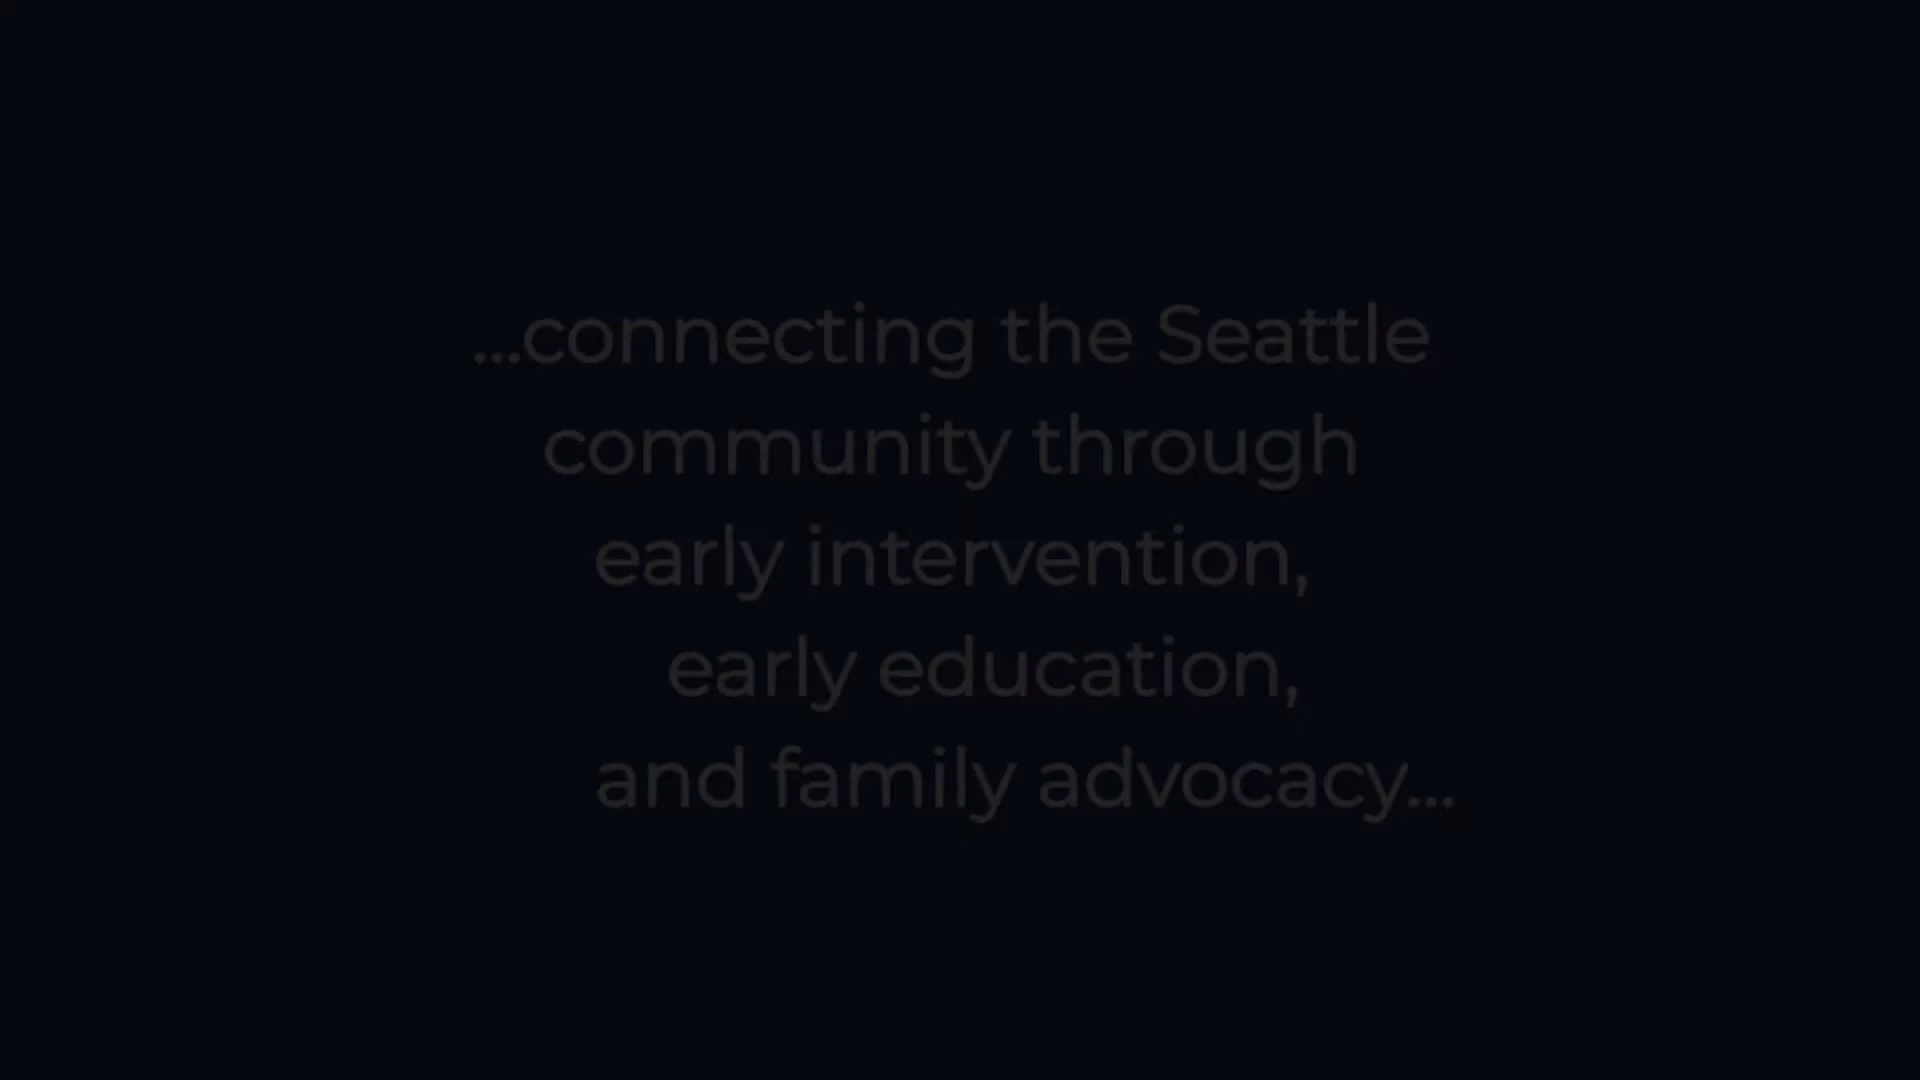 ...connecting the Seattle
community through
early intervention,
early education,
and family advocacy...